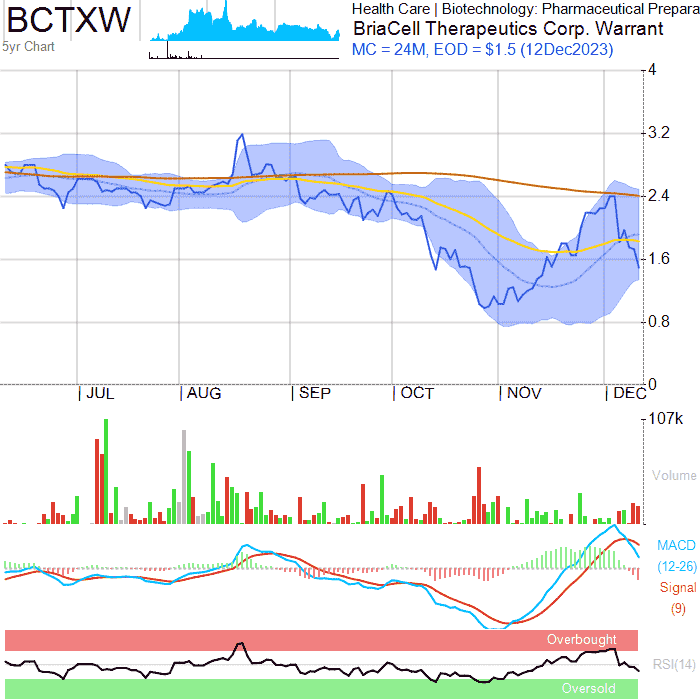 BCTXW
5yr Chart
Health Care | Biotechnology: Pharmaceutical Prepara
BriaCell Therapeutics Corp. Warrant
MC = 24M, EOD = $1.5 (12Dec2023)
4
3.2
2.4
1.6
0.8
0
| JUL | AUG | SEP | OCT | NOV | DEC
107k
Volume
MACD
(12-26)
Signal
(9)
Overbought
RSI(14)
Oversold